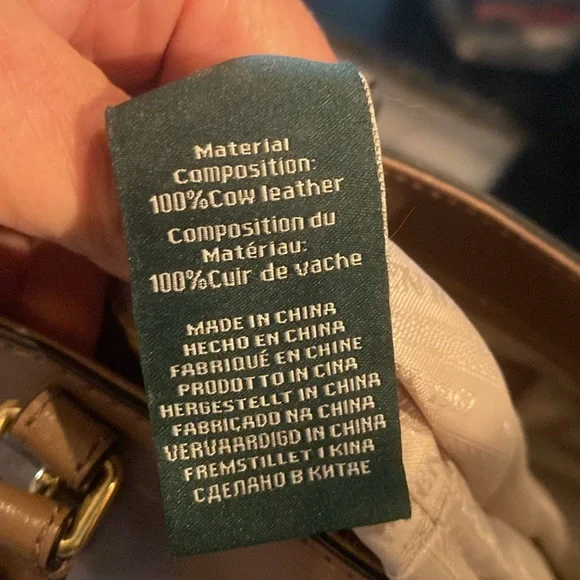 Material
Composition:
100%Cow leather
Composition du
Matériau:
100%Cuir de vache
MADE IN CHINA
HECHO EN CHINA
FABRIQUÉ EN CHINE
PRODOTTO IN CINA
HERGESTELLT IN CHINA
FABRICADO NA CHINA
VERVAARDIGD IN CHINA
FREMSTILLET I KINA
СДЕЛАНО В КИТАЕ